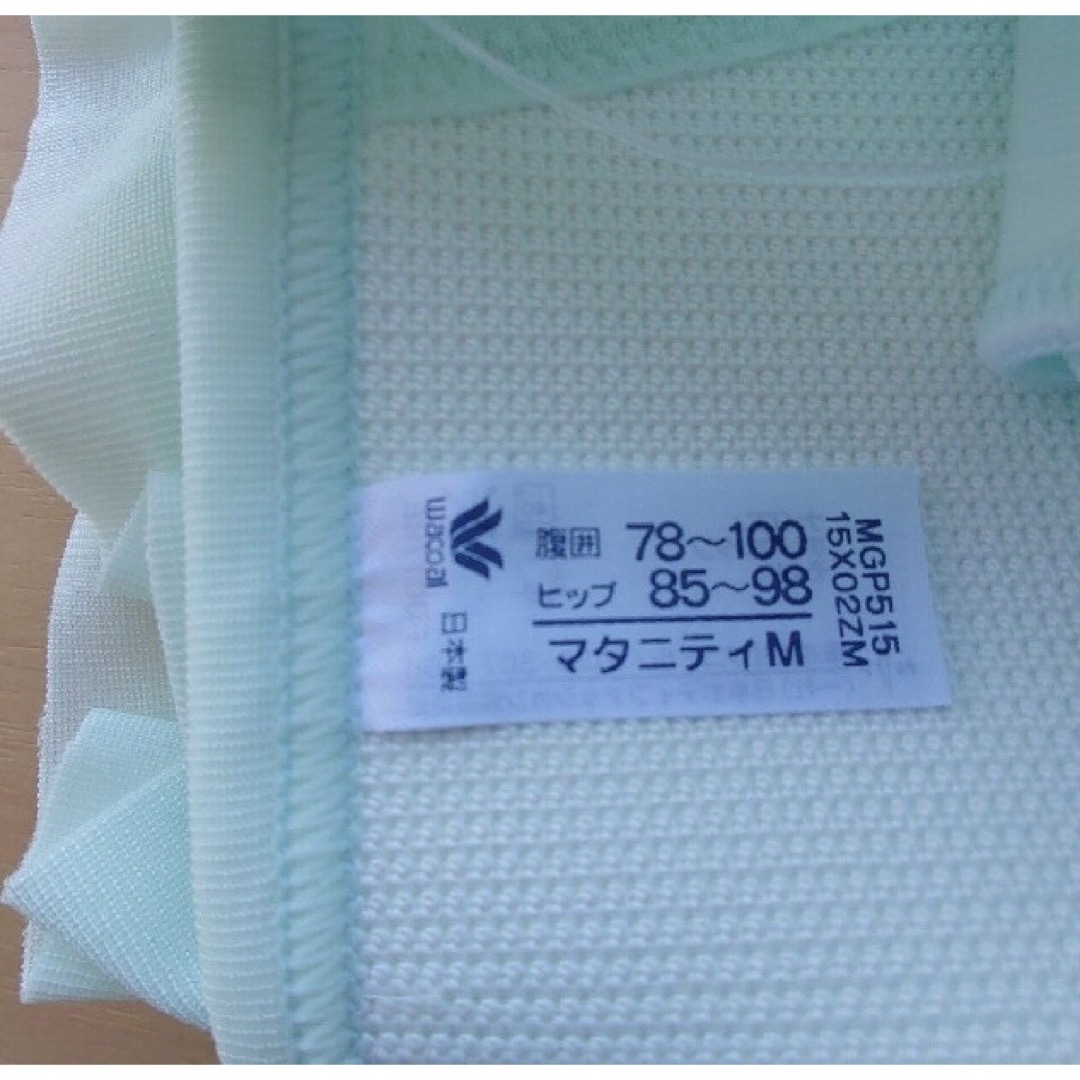 Wacoal
日本製
腹囲 78～100
ヒップ 85～98
マタニティM
MGP515
15X02ZM